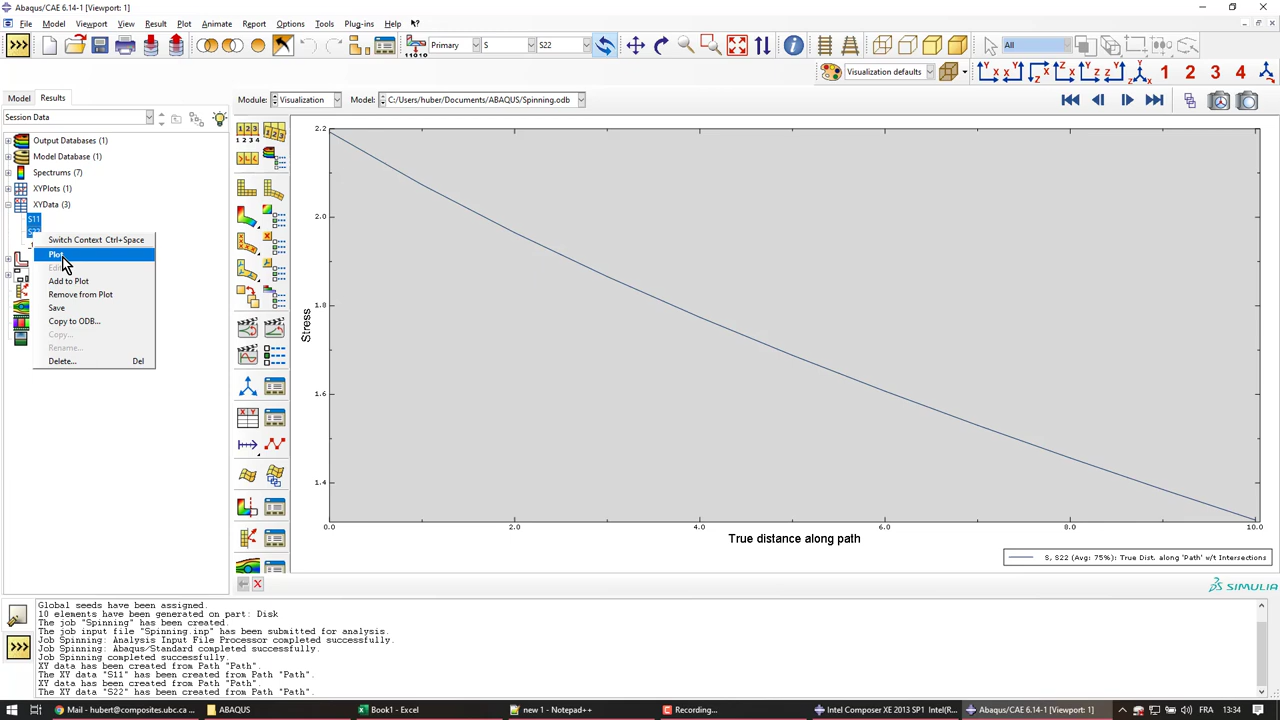 Abaqus/CAE 6.14-1 [Viewport: 1]
File Model Viewport View Result Plot Animate Report Options Tools Plug-ins Help
Primary S S22 All
Visualization defaults
1 2 3 4
Model Results Module: Visualization Model: C:/Users/huber/Documents/ABAQUS/Spinning.odb
Session Data
Output Databases (1)
Model Database (1)
Spectrums (7)
XYPlots (1)
XYData (3)
S11
Switch Context Ctrl+Space
Plot
Add to Plot
Remove from Plot
Save
Copy to ODB...
Copy...
Rename...
Delete... Del
2.2
2.0
1.8
1.6
1.4
Stress
0.0 2.0 4.0 6.0 8.0 10.0
True distance along path
S, S22 (Avg: 75%): True Dist. along 'Path' w/t Intersections
SIMULIA
Global seeds have been assigned.
10 elements have been generated on part: Disk
The job "Spinning" has been created.
The job input file "Spinning.inp" has been submitted for analysis.
Job Spinning: Analysis Input File Processor completed successfully.
Job Spinning: Abaqus/Standard completed successfully.
Job Spinning completed successfully.
XY data has been created from Path "Path".
The XY data "S11" has been created from Path "Path".
XY data has been created from Path "Path".
The XY data "S22" has been created from Path "Path".
Mail - hubert@composites.ubc.ca ... ABAQUS Book1 - Excel new 1 - Notepad++ Recording... Intel Composer XE 2013 SP1 Intel(R... Abaqus/CAE 6.14-1 [Vi... FRA 13:34